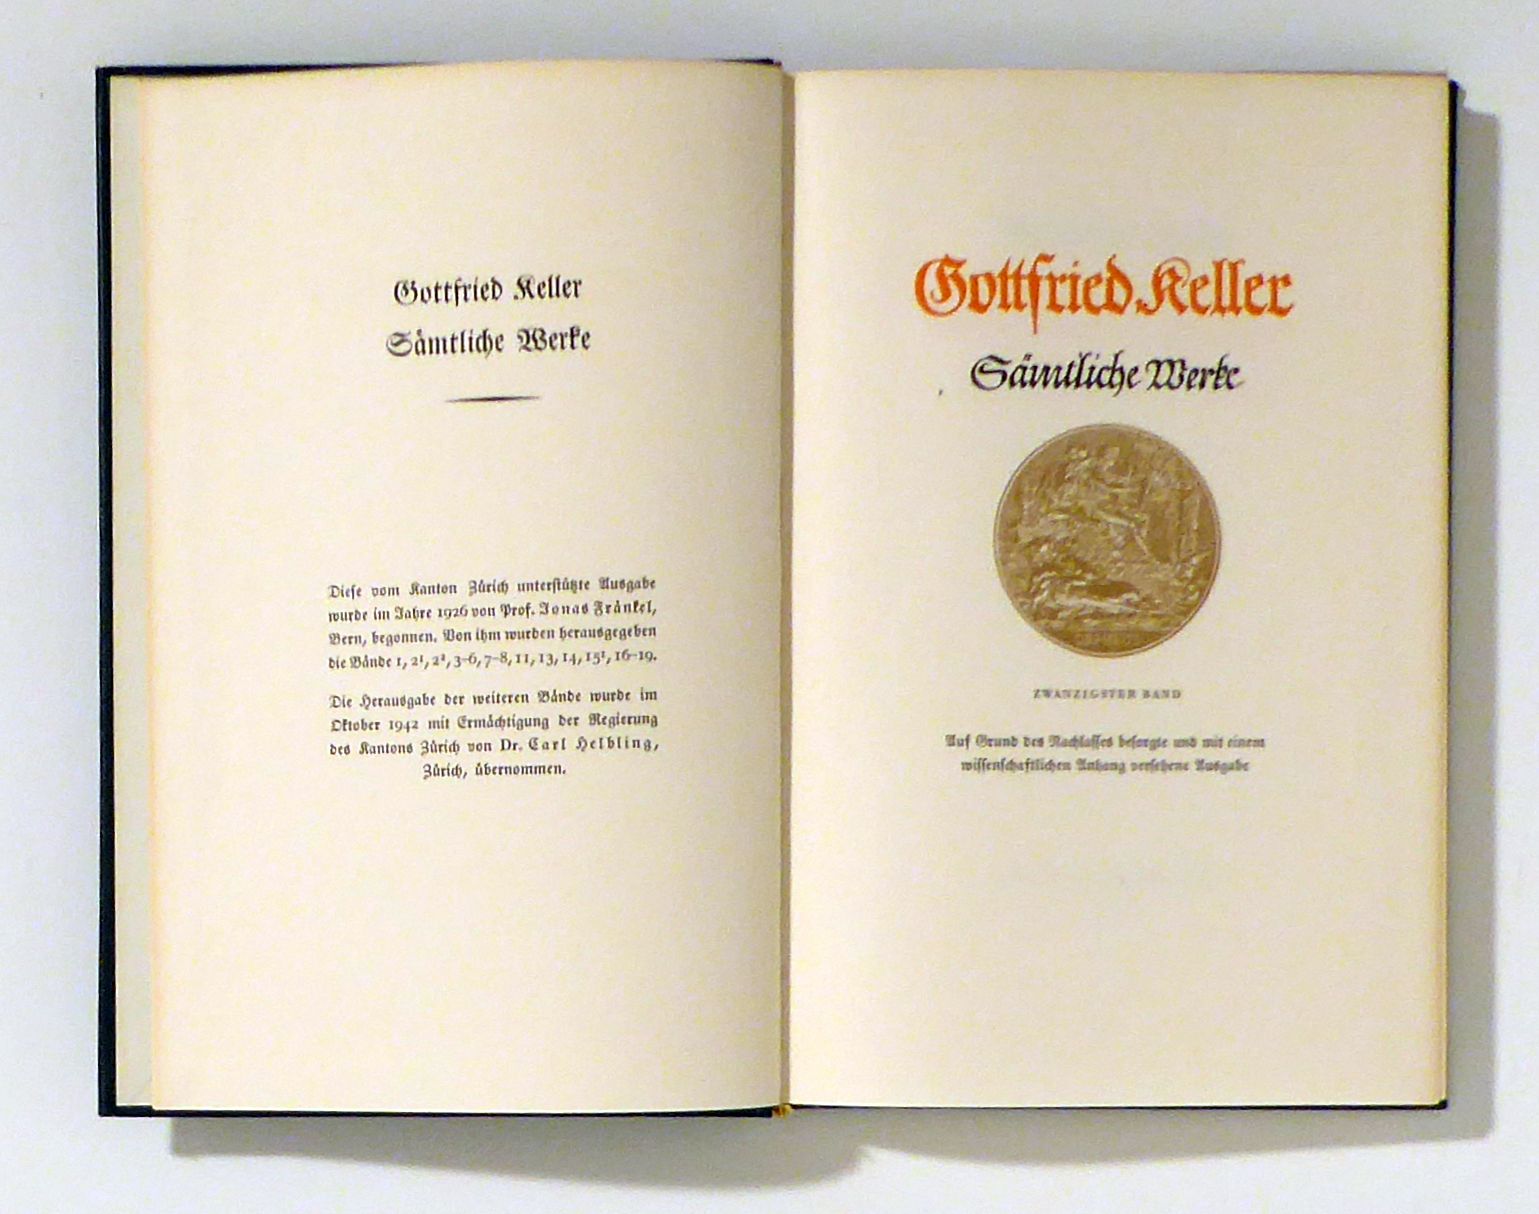 Gottfried Keller
Sämtliche Werke
Diese vom Kanton Zürich unterstützte Ausgabe
wurde im Jahre 1926 von Prof. Jonas Fränkel,
Bern, begonnen. Von ihm wurden herausgegeben
die Bände 1, 2¹, 2², 3–6, 7–8, 11, 13, 14, 15¹, 16–19.
Die Herausgabe der weiteren Bände wurde im
Oktober 1942 mit Ermächtigung der Regierung
des Kantons Zürich von Dr. Carl Helbling,
Zürich, übernommen.
Gottfried Keller
Sämtliche Werke
ZWANZIGSTER BAND
Auf Grund des Nachlasses besorgte und mit einem
wissenschaftlichen Anhang versehene Ausgabe